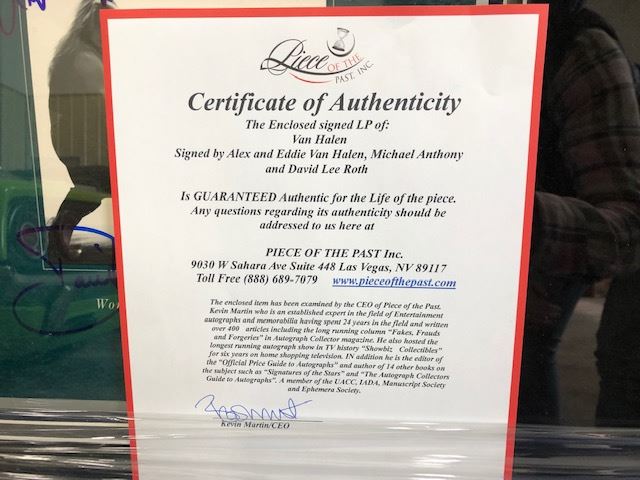 Piece
OF THE
PAST, INC.
Certificate of Authenticity
The Enclosed signed LP of:
Van Halen
Signed by Alex and Eddie Van Halen, Michael Anthony
and David Lee Roth
Is GUARANTEED Authentic for the Life of the piece.
Any questions regarding its authenticity should be
addressed to us here at
PIECE OF THE PAST Inc.
9030 W Sahara Ave Suite 448 Las Vegas, NV 89117
Toll Free (888) 689-7079 www.pieceofthepast.com
The enclosed item has been examined by the CEO of Piece of the Past.
Kevin Martin who is an established expert in the field of Entertainment
autographs and memorabilia having spent 24 years in the field and written
over 400 articles including the long running column "Fakes, Frauds
and Forgeries" in Autograph Collector magazine. He also hosted the
longest running autograph show in TV history "Showbiz Collectibles"
for six years on home shopping television. IN addition he is the editor of
the "Official Price Guide to Autographs" and author of 14 other books on
the subject such as "Signatures of the Stars" and "The Autograph Collectors
Guide to Autographs". A member of the UACC, IADA, Manuscript Society
and Ephemera Society.
Kevin Martin/CEO